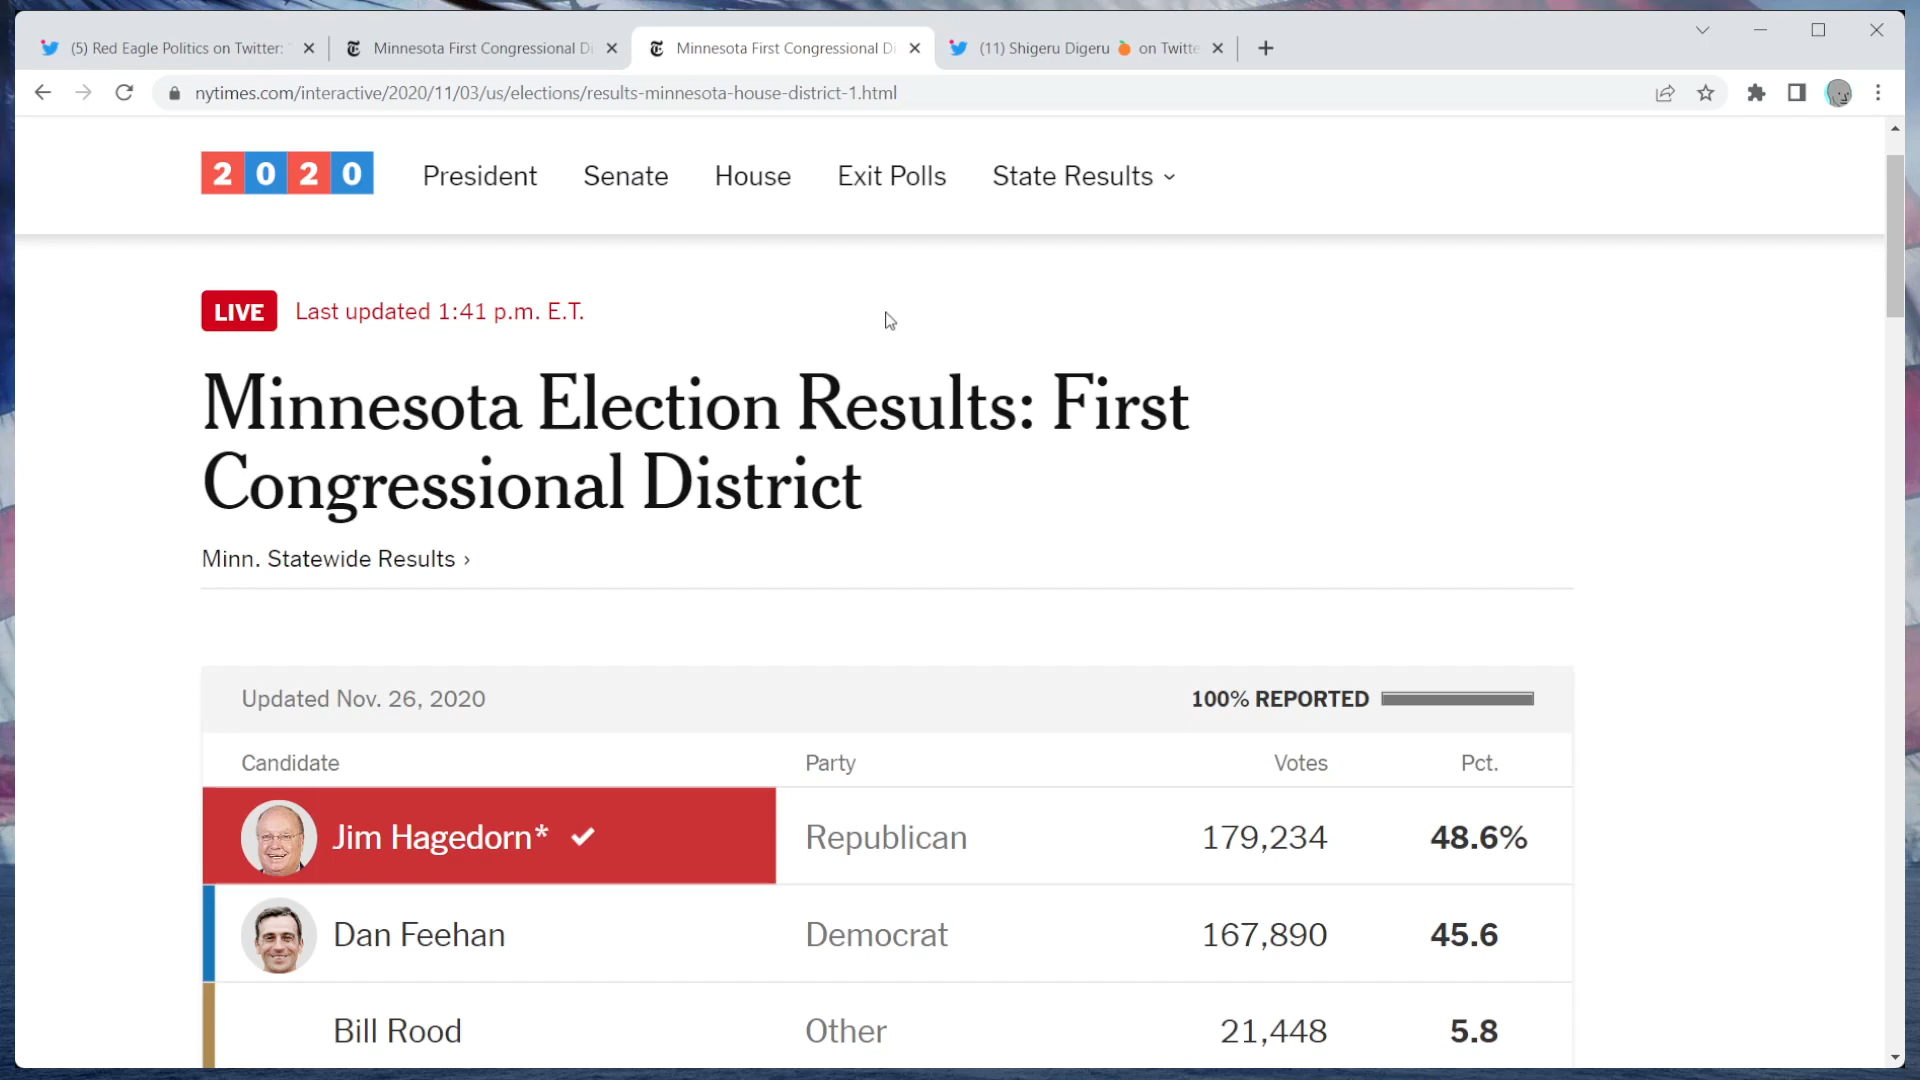 (5) Red Eagle Politics on Twitter:
Minnesota First Congressional Di
Minnesota First Congressional Di
(11) Shigeru Digeru 🍊 on Twitte
nytimes.com/interactive/2020/11/03/us/elections/results-minnesota-house-district-1.html
2020 President Senate House Exit Polls State Results
LIVE Last updated 1:41 p.m. E.T.
Minnesota Election Results: First
Congressional District
Minn. Statewide Results ›
Updated Nov. 26, 2020 100% REPORTED
Candidate Party Votes Pct.
Jim Hagedorn* ✔ Republican 179,234 48.6%
Dan Feehan Democrat 167,890 45.6
Bill Rood Other 21,448 5.8